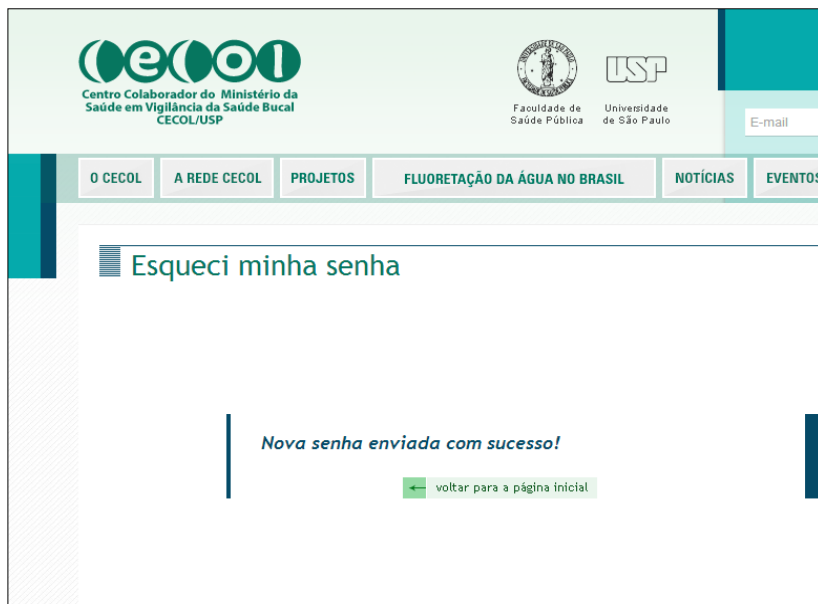 cecol
Centro Colaborador do Ministério da
Saúde em Vigilância da Saúde Bucal
CECOL/USP
Faculdade de
Saúde Pública
USP
Universidade
de São Paulo
E-mail
O CECOL
A REDE CECOL
PROJETOS
FLUORETAÇÃO DA ÁGUA NO BRASIL
NOTÍCIAS
EVENTOS
Esqueci minha senha
Nova senha enviada com sucesso!
← voltar para a página inicial